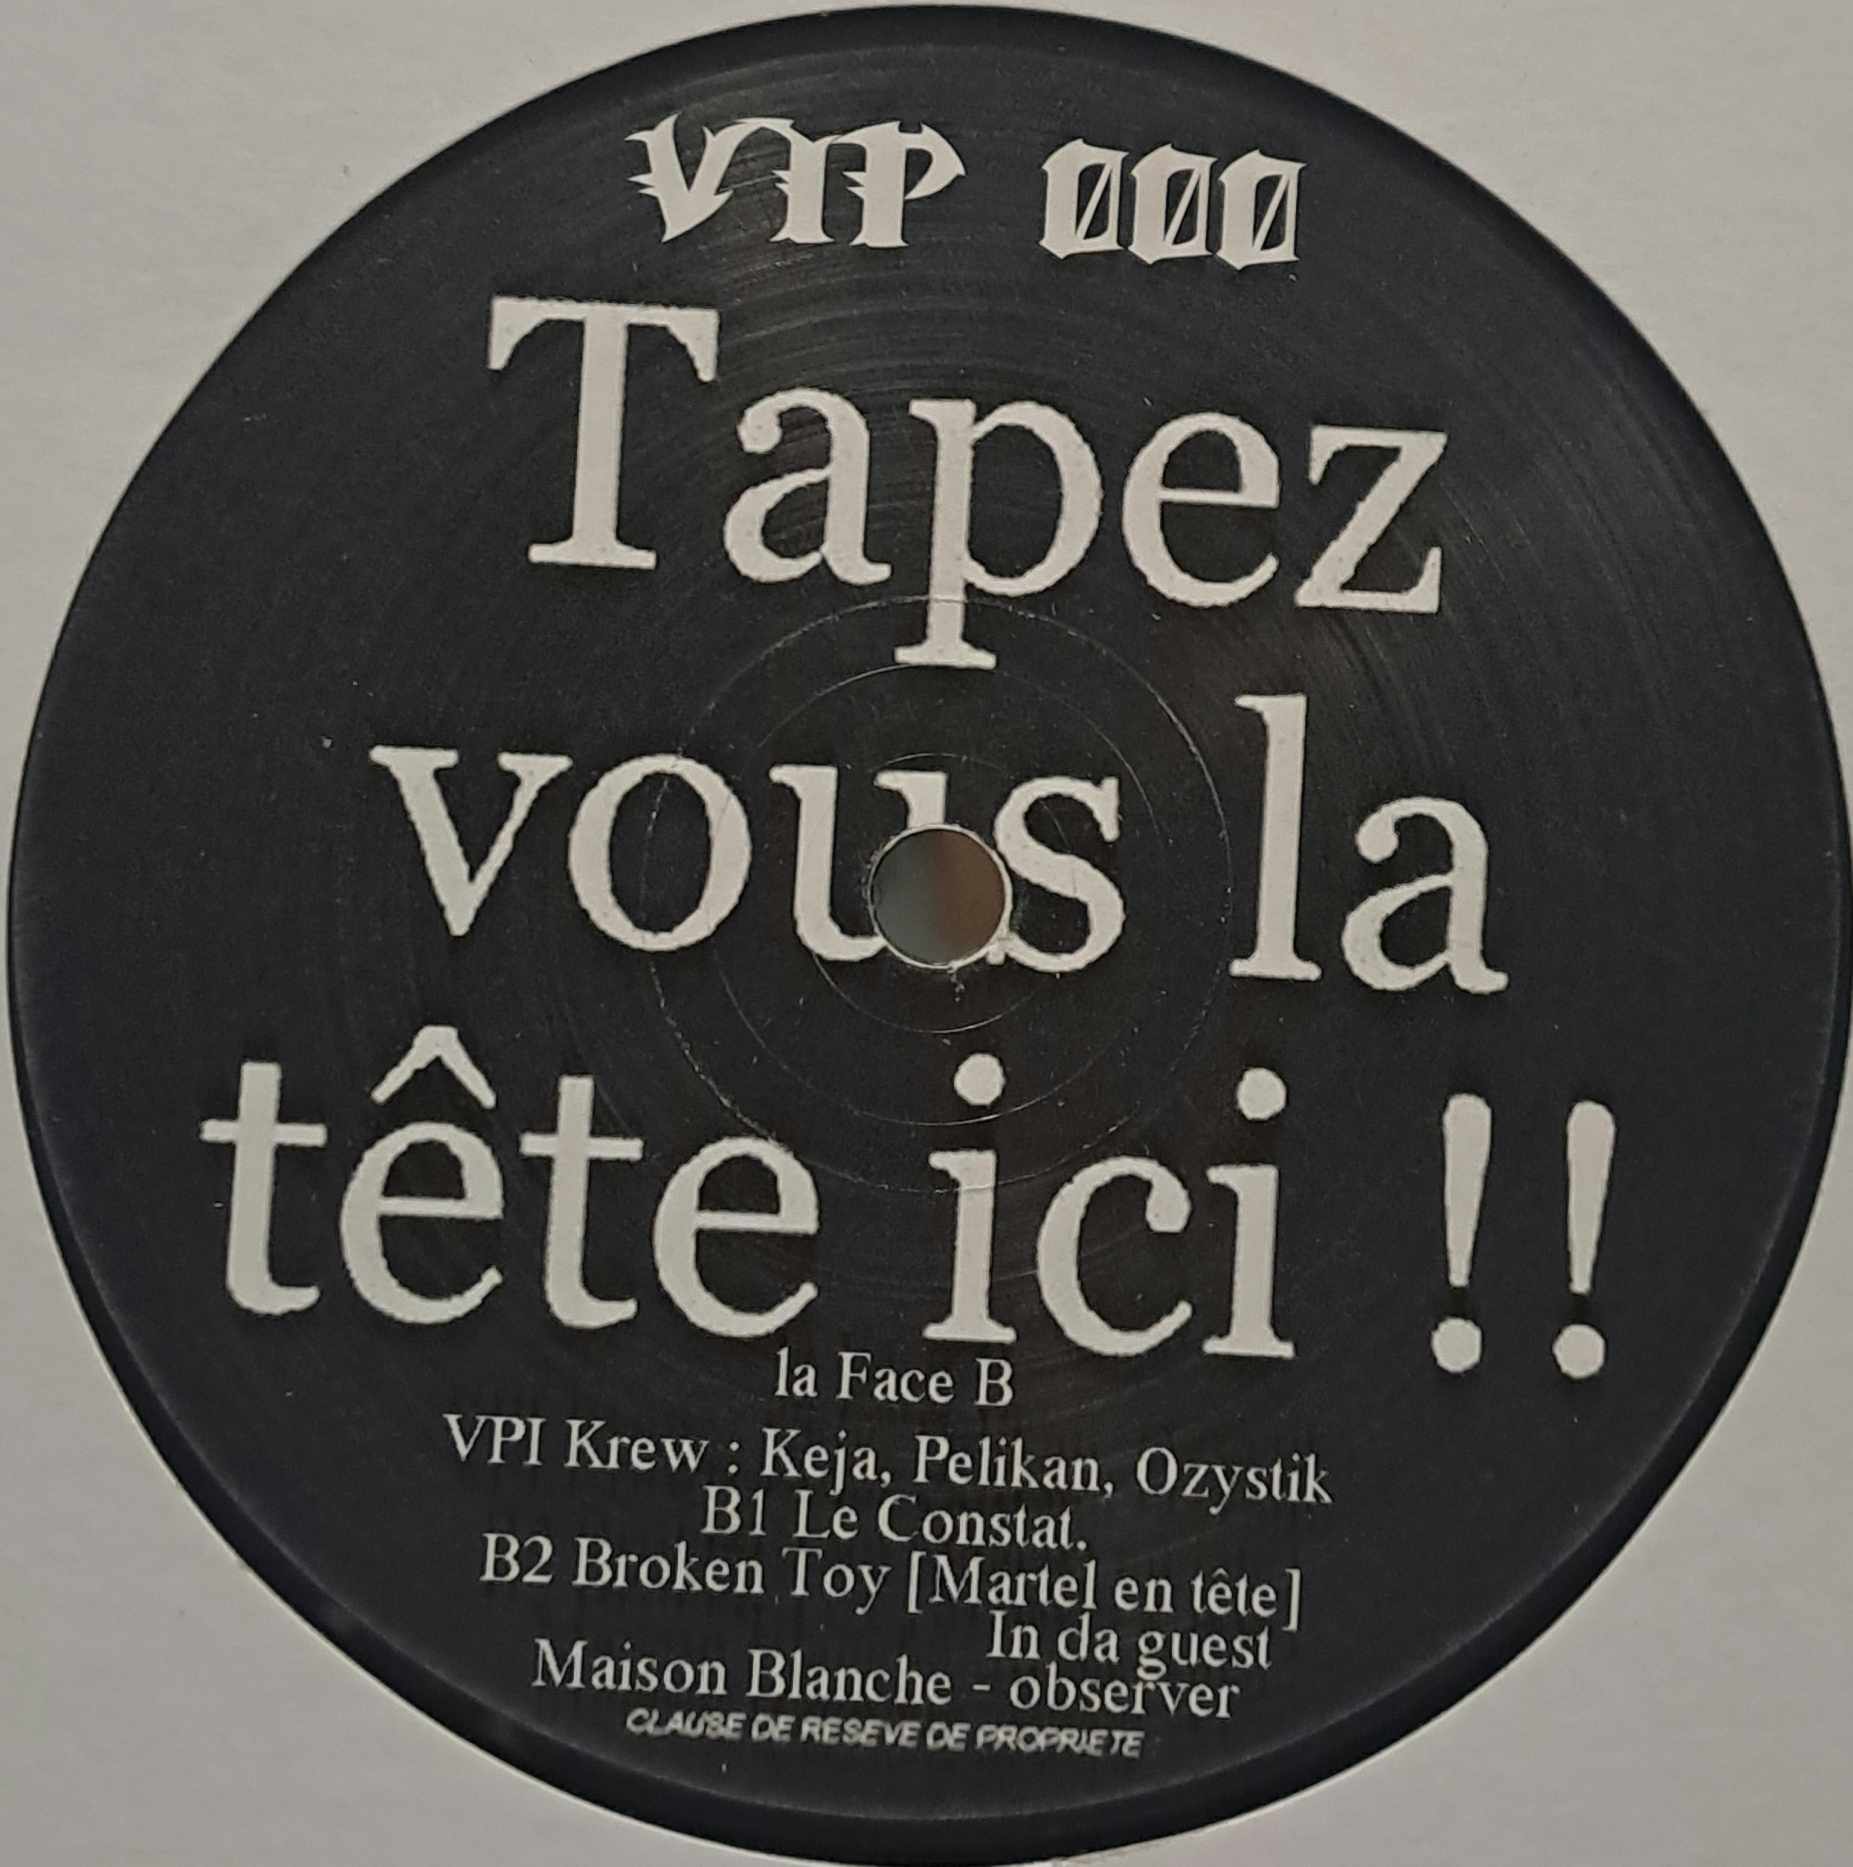 VIP 000
Tapez
vous la
tête ici !!
la Face B
VPI Krew : Keja, Pelikan, Ozystik
B1 Le Constat.
B2 Broken Toy [Martel en tête]
In da guest
Maison Blanche - observer
CLAUSE DE RESEVE DE PROPRIETE